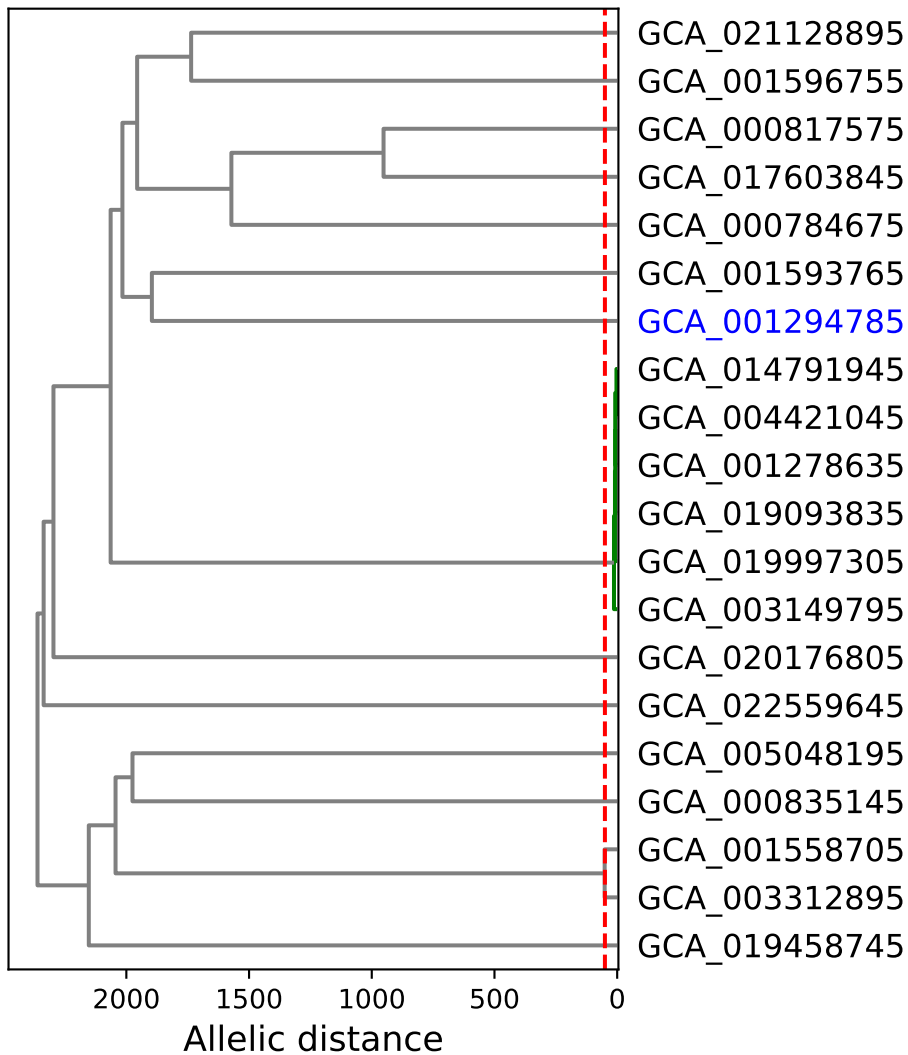 GCA_021128895
GCA_001596755
GCA_000817575
GCA_017603845
GCA_000784675
GCA_001593765
GCA_001294785
GCA_014791945
GCA_004421045
GCA_001278635
GCA_019093835
GCA_019997305
GCA_003149795
GCA_020176805
GCA_022559645
GCA_005048195
GCA_000835145
GCA_001558705
GCA_003312895
GCA_019458745
2000 1500 1000 500 0
Allelic distance